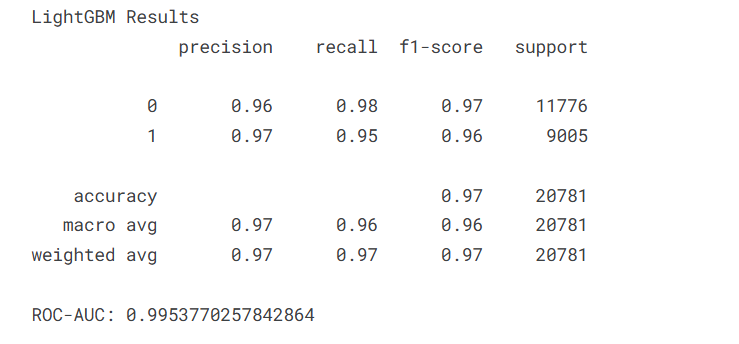 LightGBM Results
precision recall f1-score support
0 0.96 0.98 0.97 11776
1 0.97 0.95 0.96 9005
accuracy 0.97 20781
macro avg 0.97 0.96 0.96 20781
weighted avg 0.97 0.97 0.97 20781
ROC-AUC: 0.9953770257842864